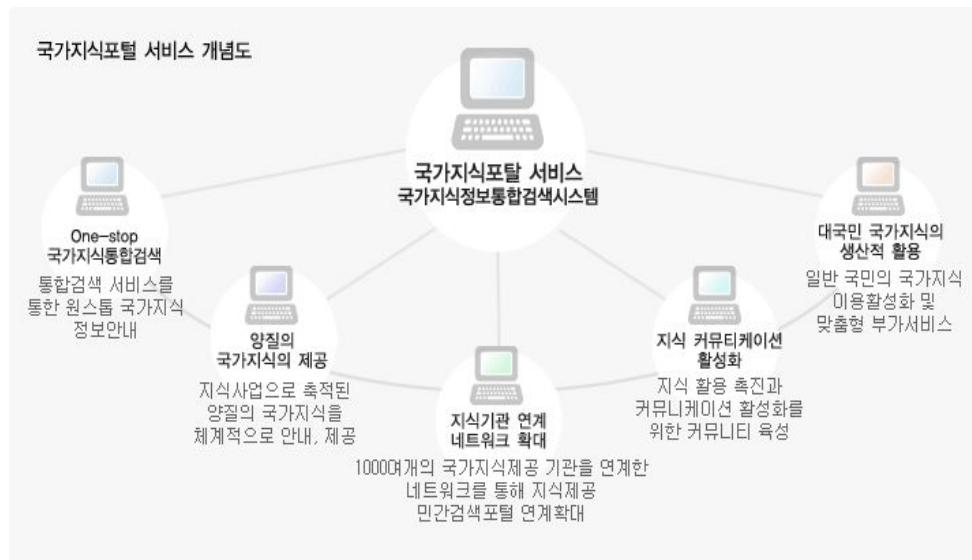 국가지식포털 서비스 개념도
국가지식포탈 서비스
국가지식정보통합검색시스템
One-stop
국가지식통합검색
통합검색 서비스를
통한 원스톱 국가지식
정보안내
양질의
국가지식의 제공
지식사업으로 축적된
양질의 국가지식을
체계적으로 안내, 제공
지식기관 연계
네트워크 확대
1000여개의 국가지식제공 기관을 연계한
네트워크를 통해 지식제공
민간검색포털 연계확대
지식 커뮤티케이션
활성화
지식 활용 촉진과
커뮤니케이션 활성화를
위한 커뮤니티 육성
대국민 국가지식의
생산적 활용
일반 국민의 국가지식
이용활성화 및
맞춤형 부가서비스